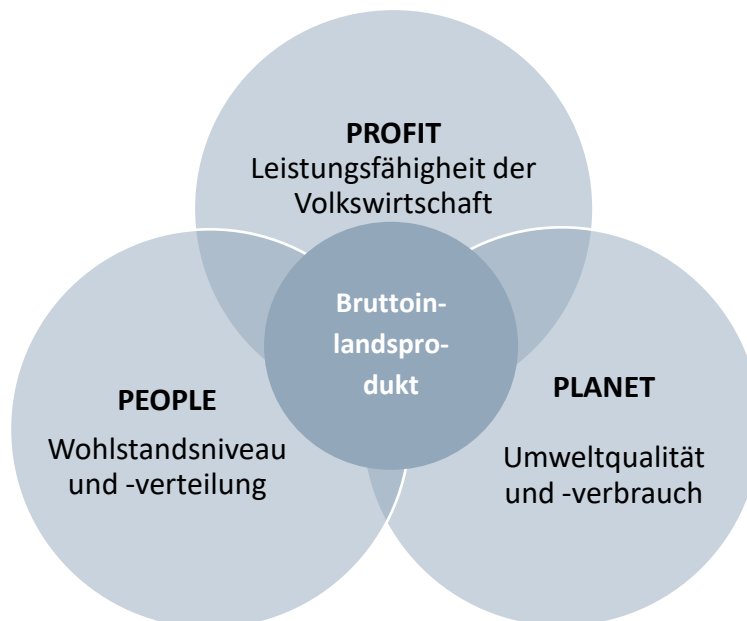 PROFIT
Leistungsfähigheit der
Volkswirtschaft
Bruttoin-
landspro-
dukt
PEOPLE
Wohlstandsniveau
und -verteilung
PLANET
Umweltqualität
und -verbrauch